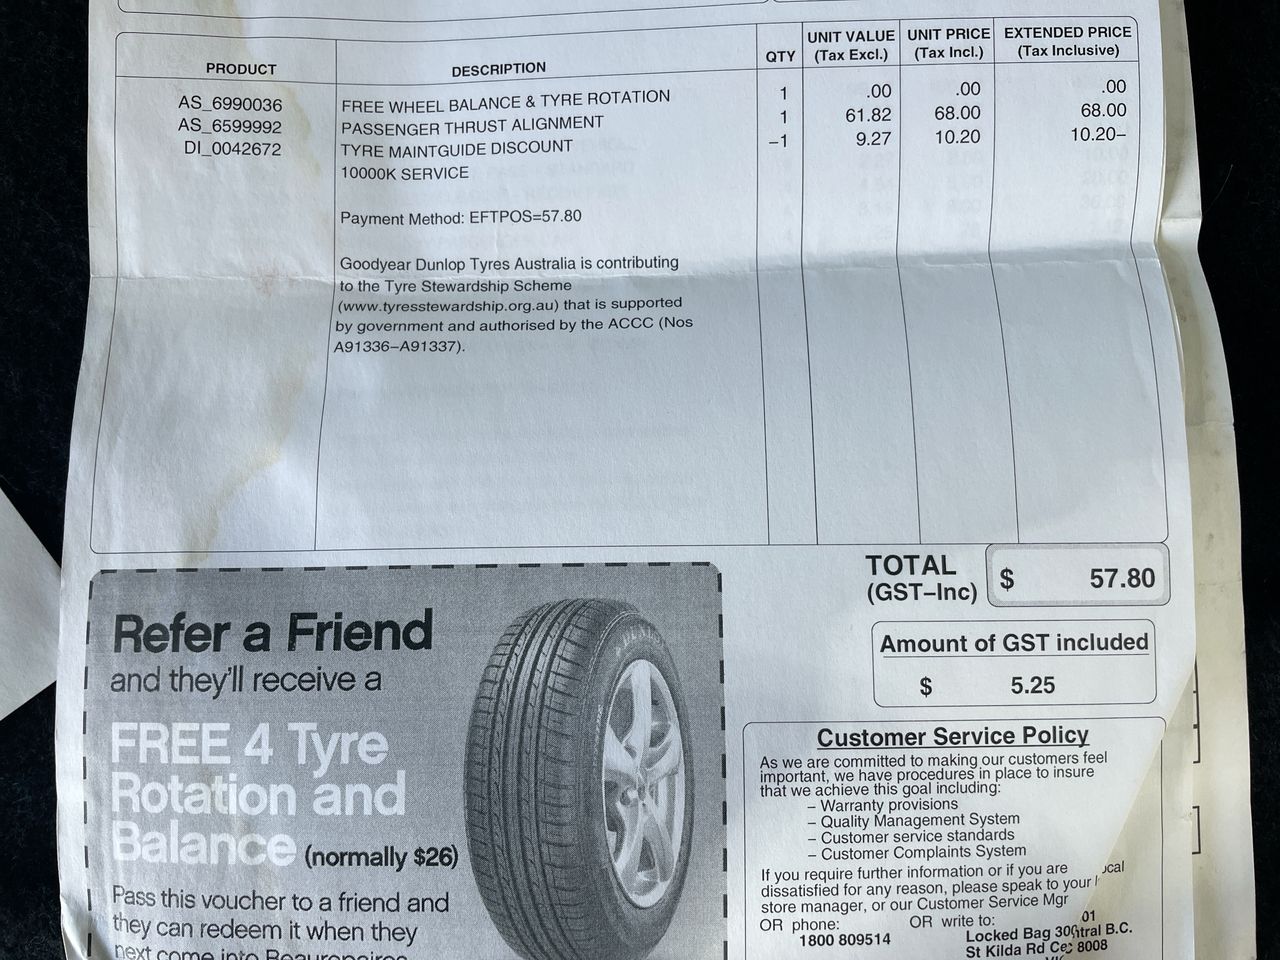 PRODUCT DESCRIPTION QTY UNIT VALUE (Tax Excl.) UNIT PRICE (Tax Incl.) EXTENDED PRICE (Tax Inclusive)
AS_6990036 FREE WHEEL BALANCE & TYRE ROTATION 1 .00 .00 .00
AS_6599992 PASSENGER THRUST ALIGNMENT 1 61.82 68.00 68.00
DI_0042672 TYRE MAINTGUIDE DISCOUNT –1 9.27 10.20 10.20–
10000K SERVICE
Payment Method: EFTPOS=57.80
Goodyear Dunlop Tyres Australia is contributing
to the Tyre Stewardship Scheme
(www.tyresstewardship.org.au) that is supported
by government and authorised by the ACCC (Nos
A91336–A91337).
TOTAL
(GST–Inc) $ 57.80
Amount of GST included
$ 5.25
Refer a Friend
and they'll receive a
FREE 4 Tyre
Rotation and
Balance (normally $26)
Pass this voucher to a friend and
they can redeem it when they
next come into Beaurepaires
Customer Service Policy
As we are committed to making our customers feel
important, we have procedures in place to insure
that we achieve this goal including:
– Warranty provisions
– Quality Management System
– Customer service standards
– Customer Complaints System
If you require further information or if you are
dissatisfied for any reason, please speak to your
store manager, or our Customer Service Mgr
OR phone: OR write to:
1800 809514 Locked Bag
St Kilda Rd 8008